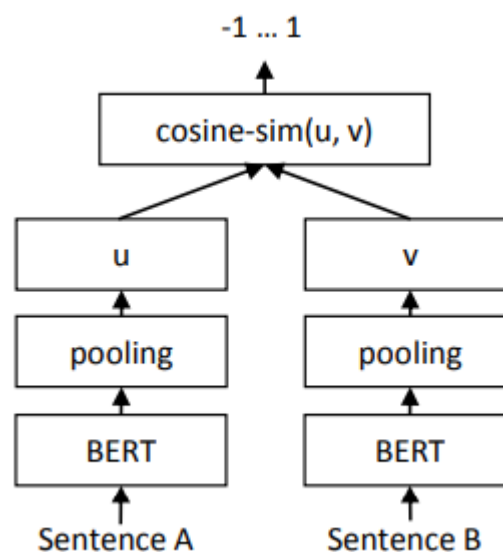 -1 ... 1
cosine-sim(u, v)
u v
pooling pooling
BERT BERT
Sentence A Sentence B